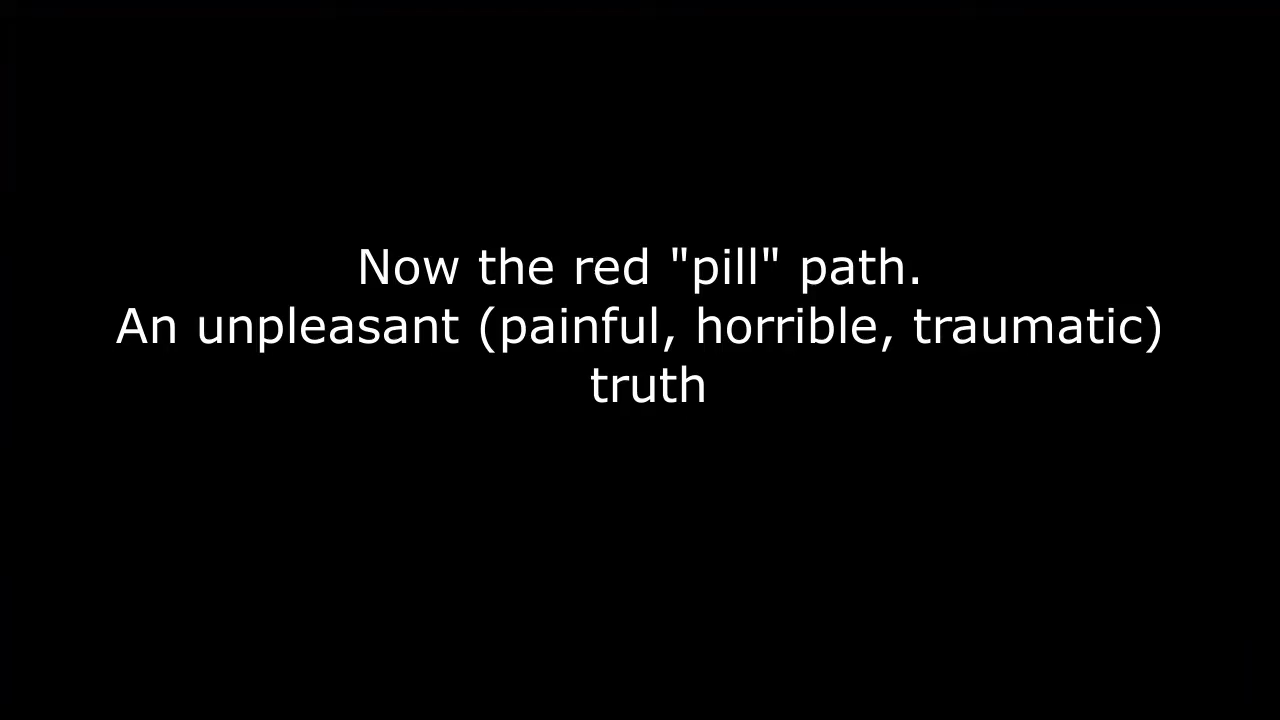 Now the red "pill" path.
An unpleasant (painful, horrible, traumatic)
truth